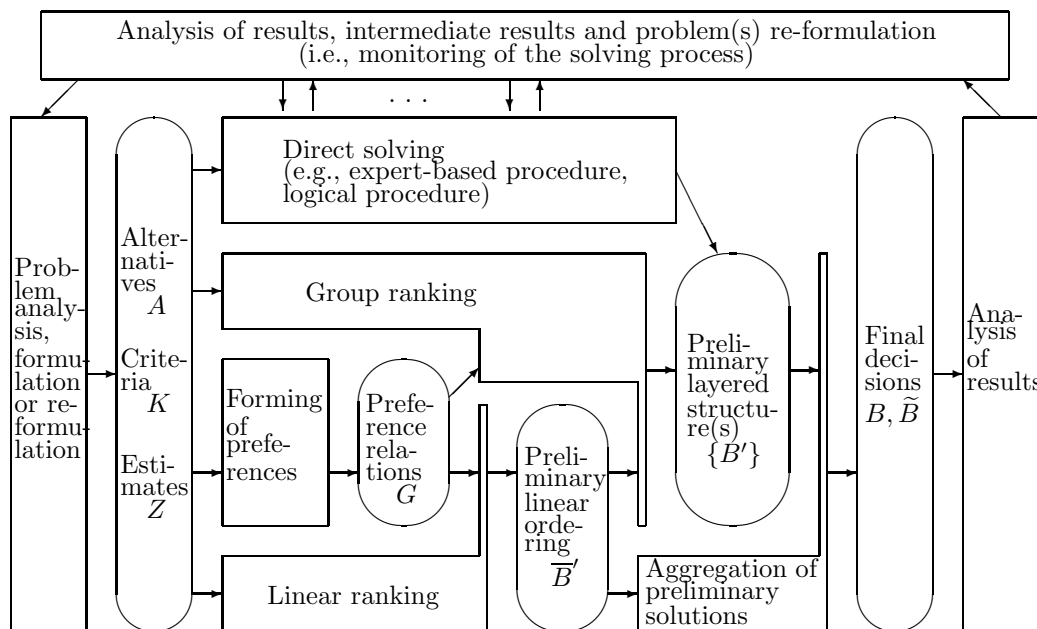 Analysis of results, intermediate results and problem(s) re-formulation
(i.e., monitoring of the solving process)
. . .
Prob-
lem
analy-
sis,
formu-
lation
or re-
formu-
lation
Alter-
nati-
ves
A
Crite-
ria
K
Esti-
mates
Z
Direct solving
(e.g., expert-based procedure,
logical procedure)
Group ranking
Forming
of
prefe-
rences
Prefe-
rence
rela-
tions
G
Linear ranking
Preli-
minary
linear
orde-
ring
B̅′
Preli-
minary
layered
structu-
re(s)
{B′}
Aggregation of
preliminary
solutions
Final
deci-
sions
B, B̃
Ana-
lysis
of
results